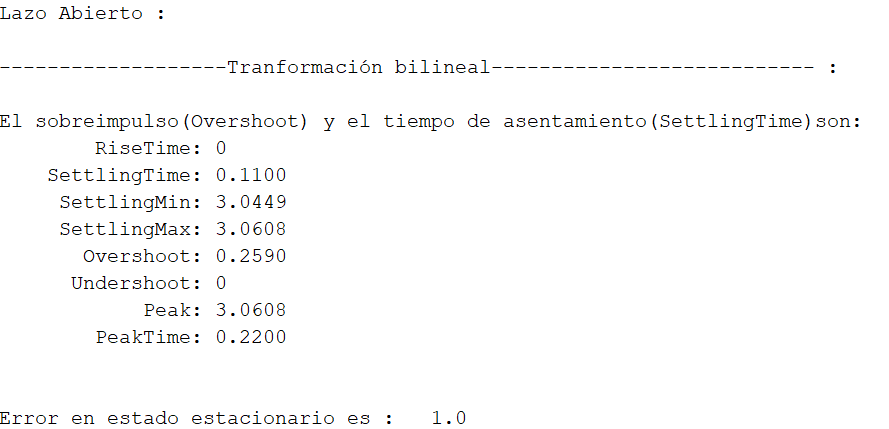 Lazo Abierto :
-------------------Tranformación bilineal--------------------------- :
El sobreimpulso(Overshoot) y el tiempo de asentamiento(SettlingTime)son:
RiseTime: 0
SettlingTime: 0.1100
SettlingMin: 3.0449
SettlingMax: 3.0608
Overshoot: 0.2590
Undershoot: 0
Peak: 3.0608
PeakTime: 0.2200
Error en estado estacionario es :   1.0